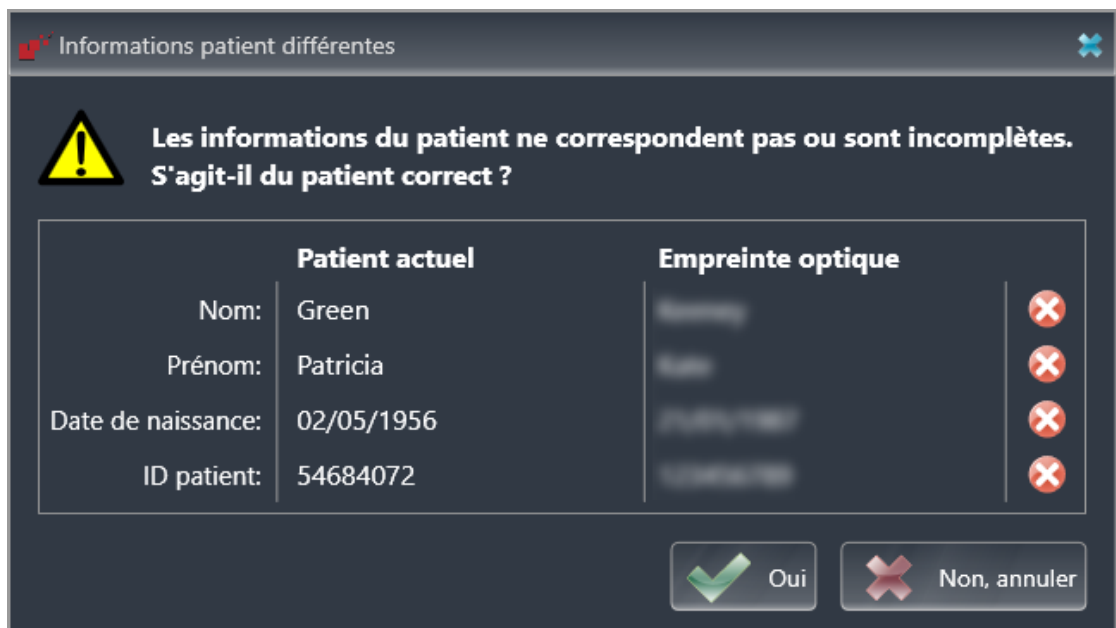 Informations patient différentes
Les informations du patient ne correspondent pas ou sont incomplètes.
S'agit-il du patient correct ?
Patient actuel Empreinte optique
Nom: Green
Prénom: Patricia
Date de naissance: 02/05/1956
ID patient: 54684072
Oui Non, annuler